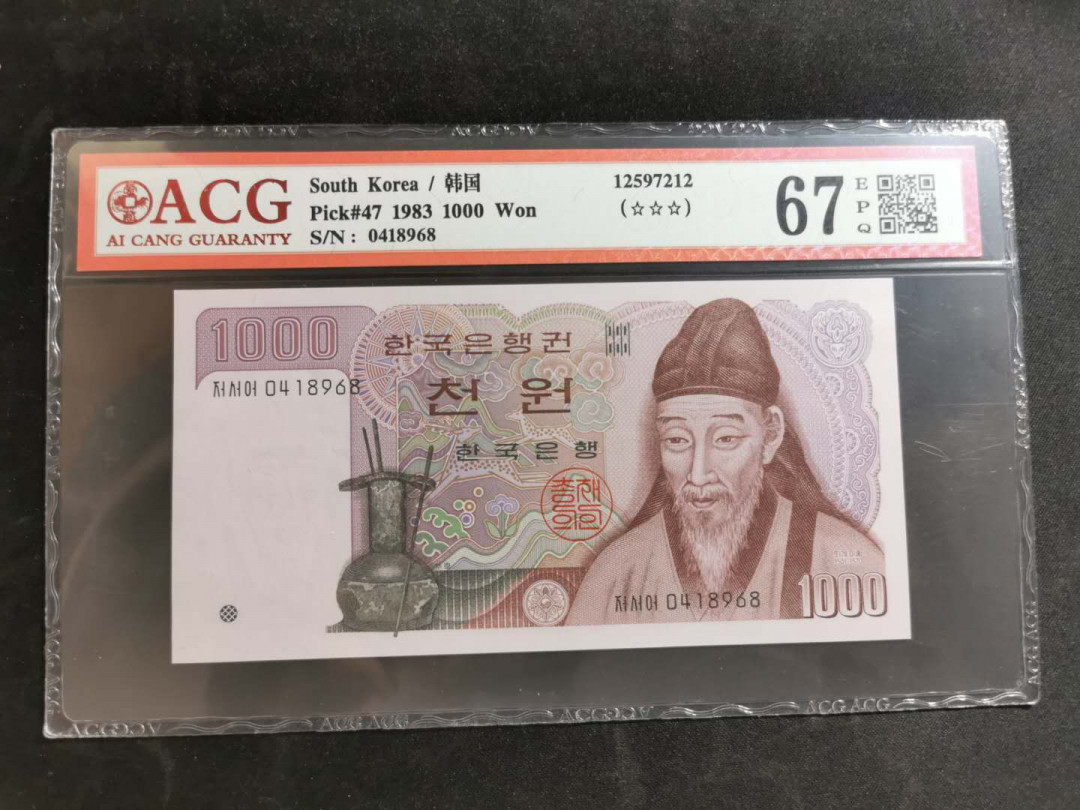 ACG
AI CANG GUARANTY
South Korea / 韩国
Pick#47 1983 1000 Won
S/N : 0418968
12597212
(☆☆☆)
67
EPQ
1000
한국은행권
저서어 0418968
천 원
한국은행
총재의인
저서어 0418968
1000